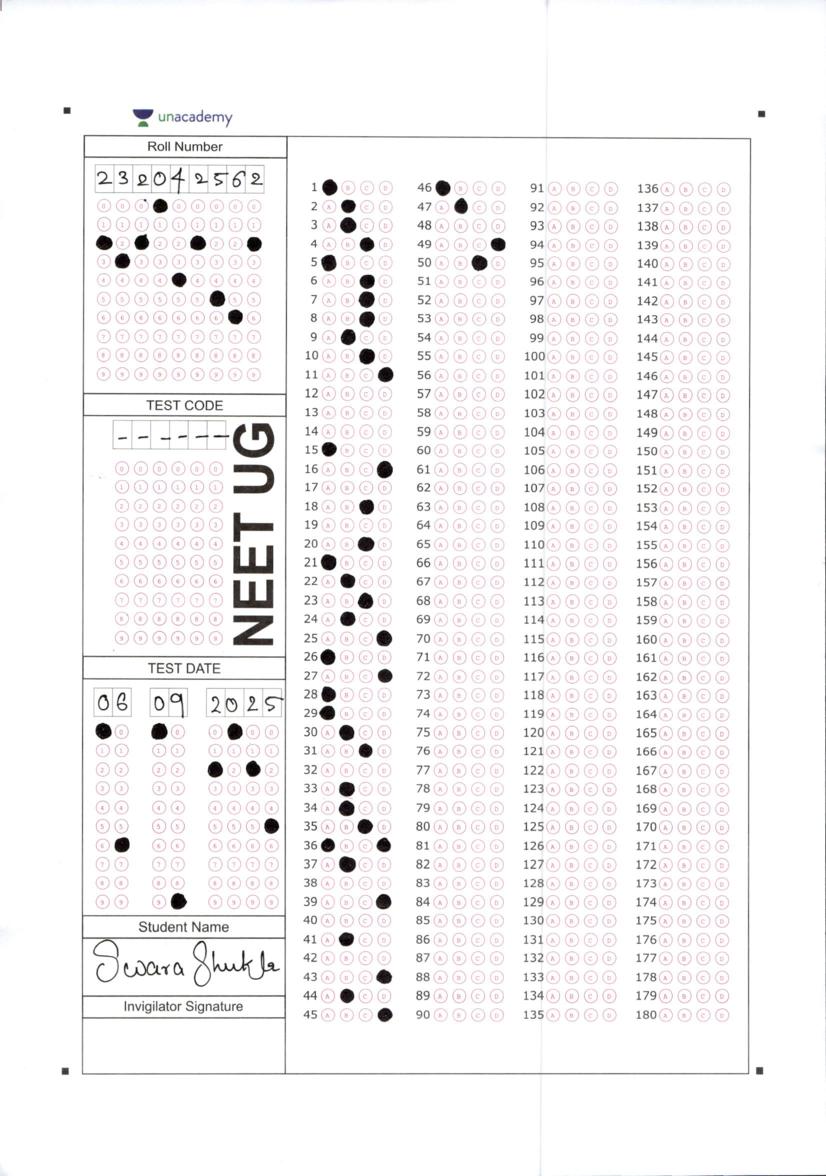 unacademy
Roll Number
2 3 2 0 4 2 5 6 2
TEST CODE
- - - - - -
NEET UG
TEST DATE
06 09 2025
Student Name
Swara Shukla
Invigilator Signature
1 A B C D 46 A B C D 91 A B C D 136 A B C D
2 A B C D 47 A B C D 92 A B C D 137 A B C D
3 A B C D 48 A B C D 93 A B C D 138 A B C D
4 A B C D 49 A B C D 94 A B C D 139 A B C D
5 A B C D 50 A B C D 95 A B C D 140 A B C D
6 A B C D 51 A B C D 96 A B C D 141 A B C D
7 A B C D 52 A B C D 97 A B C D 142 A B C D
8 A B C D 53 A B C D 98 A B C D 143 A B C D
9 A B C D 54 A B C D 99 A B C D 144 A B C D
10 A B C D 55 A B C D 100 A B C D 145 A B C D
11 A B C D 56 A B C D 101 A B C D 146 A B C D
12 A B C D 57 A B C D 102 A B C D 147 A B C D
13 A B C D 58 A B C D 103 A B C D 148 A B C D
14 A B C D 59 A B C D 104 A B C D 149 A B C D
15 A B C D 60 A B C D 105 A B C D 150 A B C D
16 A B C D 61 A B C D 106 A B C D 151 A B C D
17 A B C D 62 A B C D 107 A B C D 152 A B C D
18 A B C D 63 A B C D 108 A B C D 153 A B C D
19 A B C D 64 A B C D 109 A B C D 154 A B C D
20 A B C D 65 A B C D 110 A B C D 155 A B C D
21 A B C D 66 A B C D 111 A B C D 156 A B C D
22 A B C D 67 A B C D 112 A B C D 157 A B C D
23 A B C D 68 A B C D 113 A B C D 158 A B C D
24 A B C D 69 A B C D 114 A B C D 159 A B C D
25 A B C D 70 A B C D 115 A B C D 160 A B C D
26 A B C D 71 A B C D 116 A B C D 161 A B C D
27 A B C D 72 A B C D 117 A B C D 162 A B C D
28 A B C D 73 A B C D 118 A B C D 163 A B C D
29 A B C D 74 A B C D 119 A B C D 164 A B C D
30 A B C D 75 A B C D 120 A B C D 165 A B C D
31 A B C D 76 A B C D 121 A B C D 166 A B C D
32 A B C D 77 A B C D 122 A B C D 167 A B C D
33 A B C D 78 A B C D 123 A B C D 168 A B C D
34 A B C D 79 A B C D 124 A B C D 169 A B C D
35 A B C D 80 A B C D 125 A B C D 170 A B C D
36 A B C D 81 A B C D 126 A B C D 171 A B C D
37 A B C D 82 A B C D 127 A B C D 172 A B C D
38 A B C D 83 A B C D 128 A B C D 173 A B C D
39 A B C D 84 A B C D 129 A B C D 174 A B C D
40 A B C D 85 A B C D 130 A B C D 175 A B C D
41 A B C D 86 A B C D 131 A B C D 176 A B C D
42 A B C D 87 A B C D 132 A B C D 177 A B C D
43 A B C D 88 A B C D 133 A B C D 178 A B C D
44 A B C D 89 A B C D 134 A B C D 179 A B C D
45 A B C D 90 A B C D 135 A B C D 180 A B C D